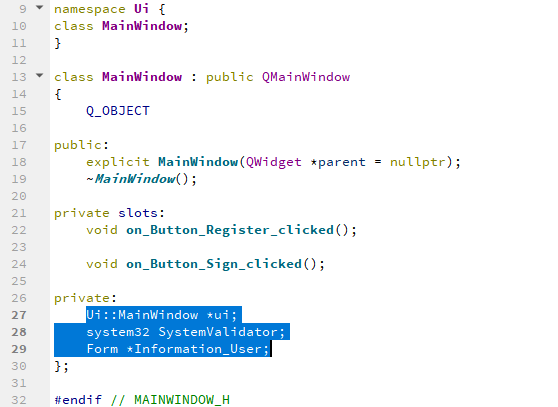 9 namespace Ui {
10 class MainWindow;
11 }
12
13 class MainWindow : public QMainWindow
14 {
15 Q_OBJECT
16
17 public:
18 explicit MainWindow(QWidget *parent = nullptr);
19 ~MainWindow();
20
21 private slots:
22 void on_Button_Register_clicked();
23
24 void on_Button_Sign_clicked();
25
26 private:
27 Ui::MainWindow *ui;
28 system32 SystemValidator;
29 Form *Information_User;
30 };
31
32 #endif // MAINWINDOW_H